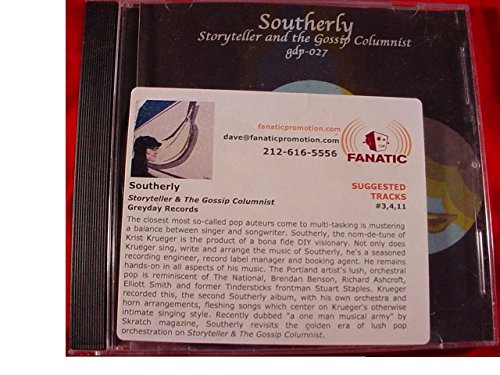 Southerly
Storyteller and the Gossip Columnist
gdp-027
fanaticpromotion.com
dave@fanaticpromotion.com
212-616-5556
FANATIC
Southerly
Storyteller & The Gossip Columnist
Greyday Records
SUGGESTED
TRACKS
#3,4,11
The closest most so-called pop auteurs come to multi-tasking is mustering
a balance between singer and songwriter. Southerly, the nom-de-tune of
Krist Krueger is the product of a bona fide DIY visionary. Not only does
Krueger sing, write and arrange the music of Southerly, he's a seasoned
recording engineer, record label manager and booking agent. He remains
hands-on in all aspects of his music. The Portland artist's lush, orchestral
pop is reminiscent of The National, Brendan Benson, Richard Ashcroft,
Elliott Smith and former Tindersticks frontman Stuart Staples. Krueger
recorded this, the second Southerly album, with his own orchestra and
horn arrangements, fleshing songs which center on Krueger's otherwise
intimate singing style. Recently dubbed "a one man musical army" by
Skratch magazine, Southerly revisits the golden era of lush pop
orchestration on Storyteller & The Gossip Columnist.